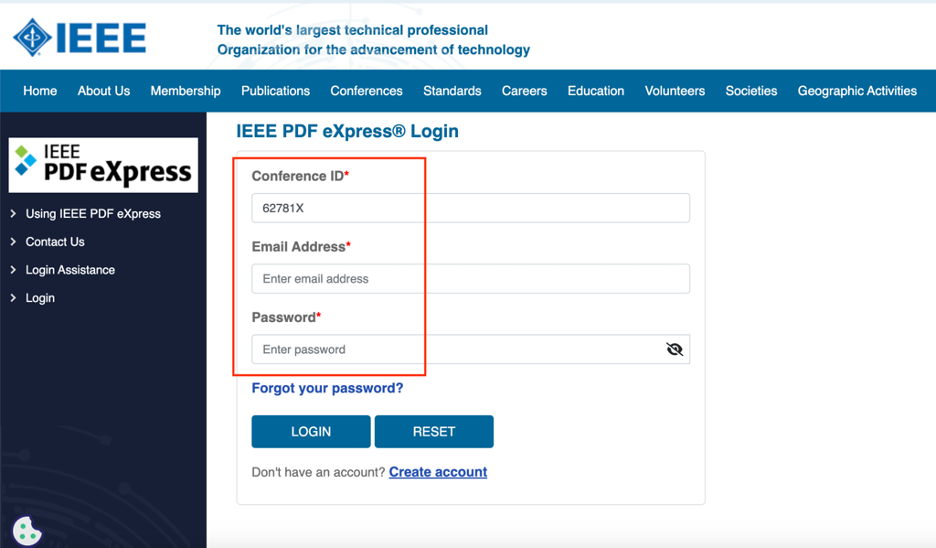 IEEE
The world's largest technical professional
Organization for the advancement of technology
Home About Us Membership Publications Conferences Standards Careers Education Volunteers Societies Geographic Activities
IEEE
PDF eXpress
Using IEEE PDF eXpress
Contact Us
Login Assistance
Login
IEEE PDF eXpress® Login
Conference ID*
62781X
Email Address*
Enter email address
Password*
Enter password
Forgot your password?
LOGIN RESET
Don't have an account? Create account